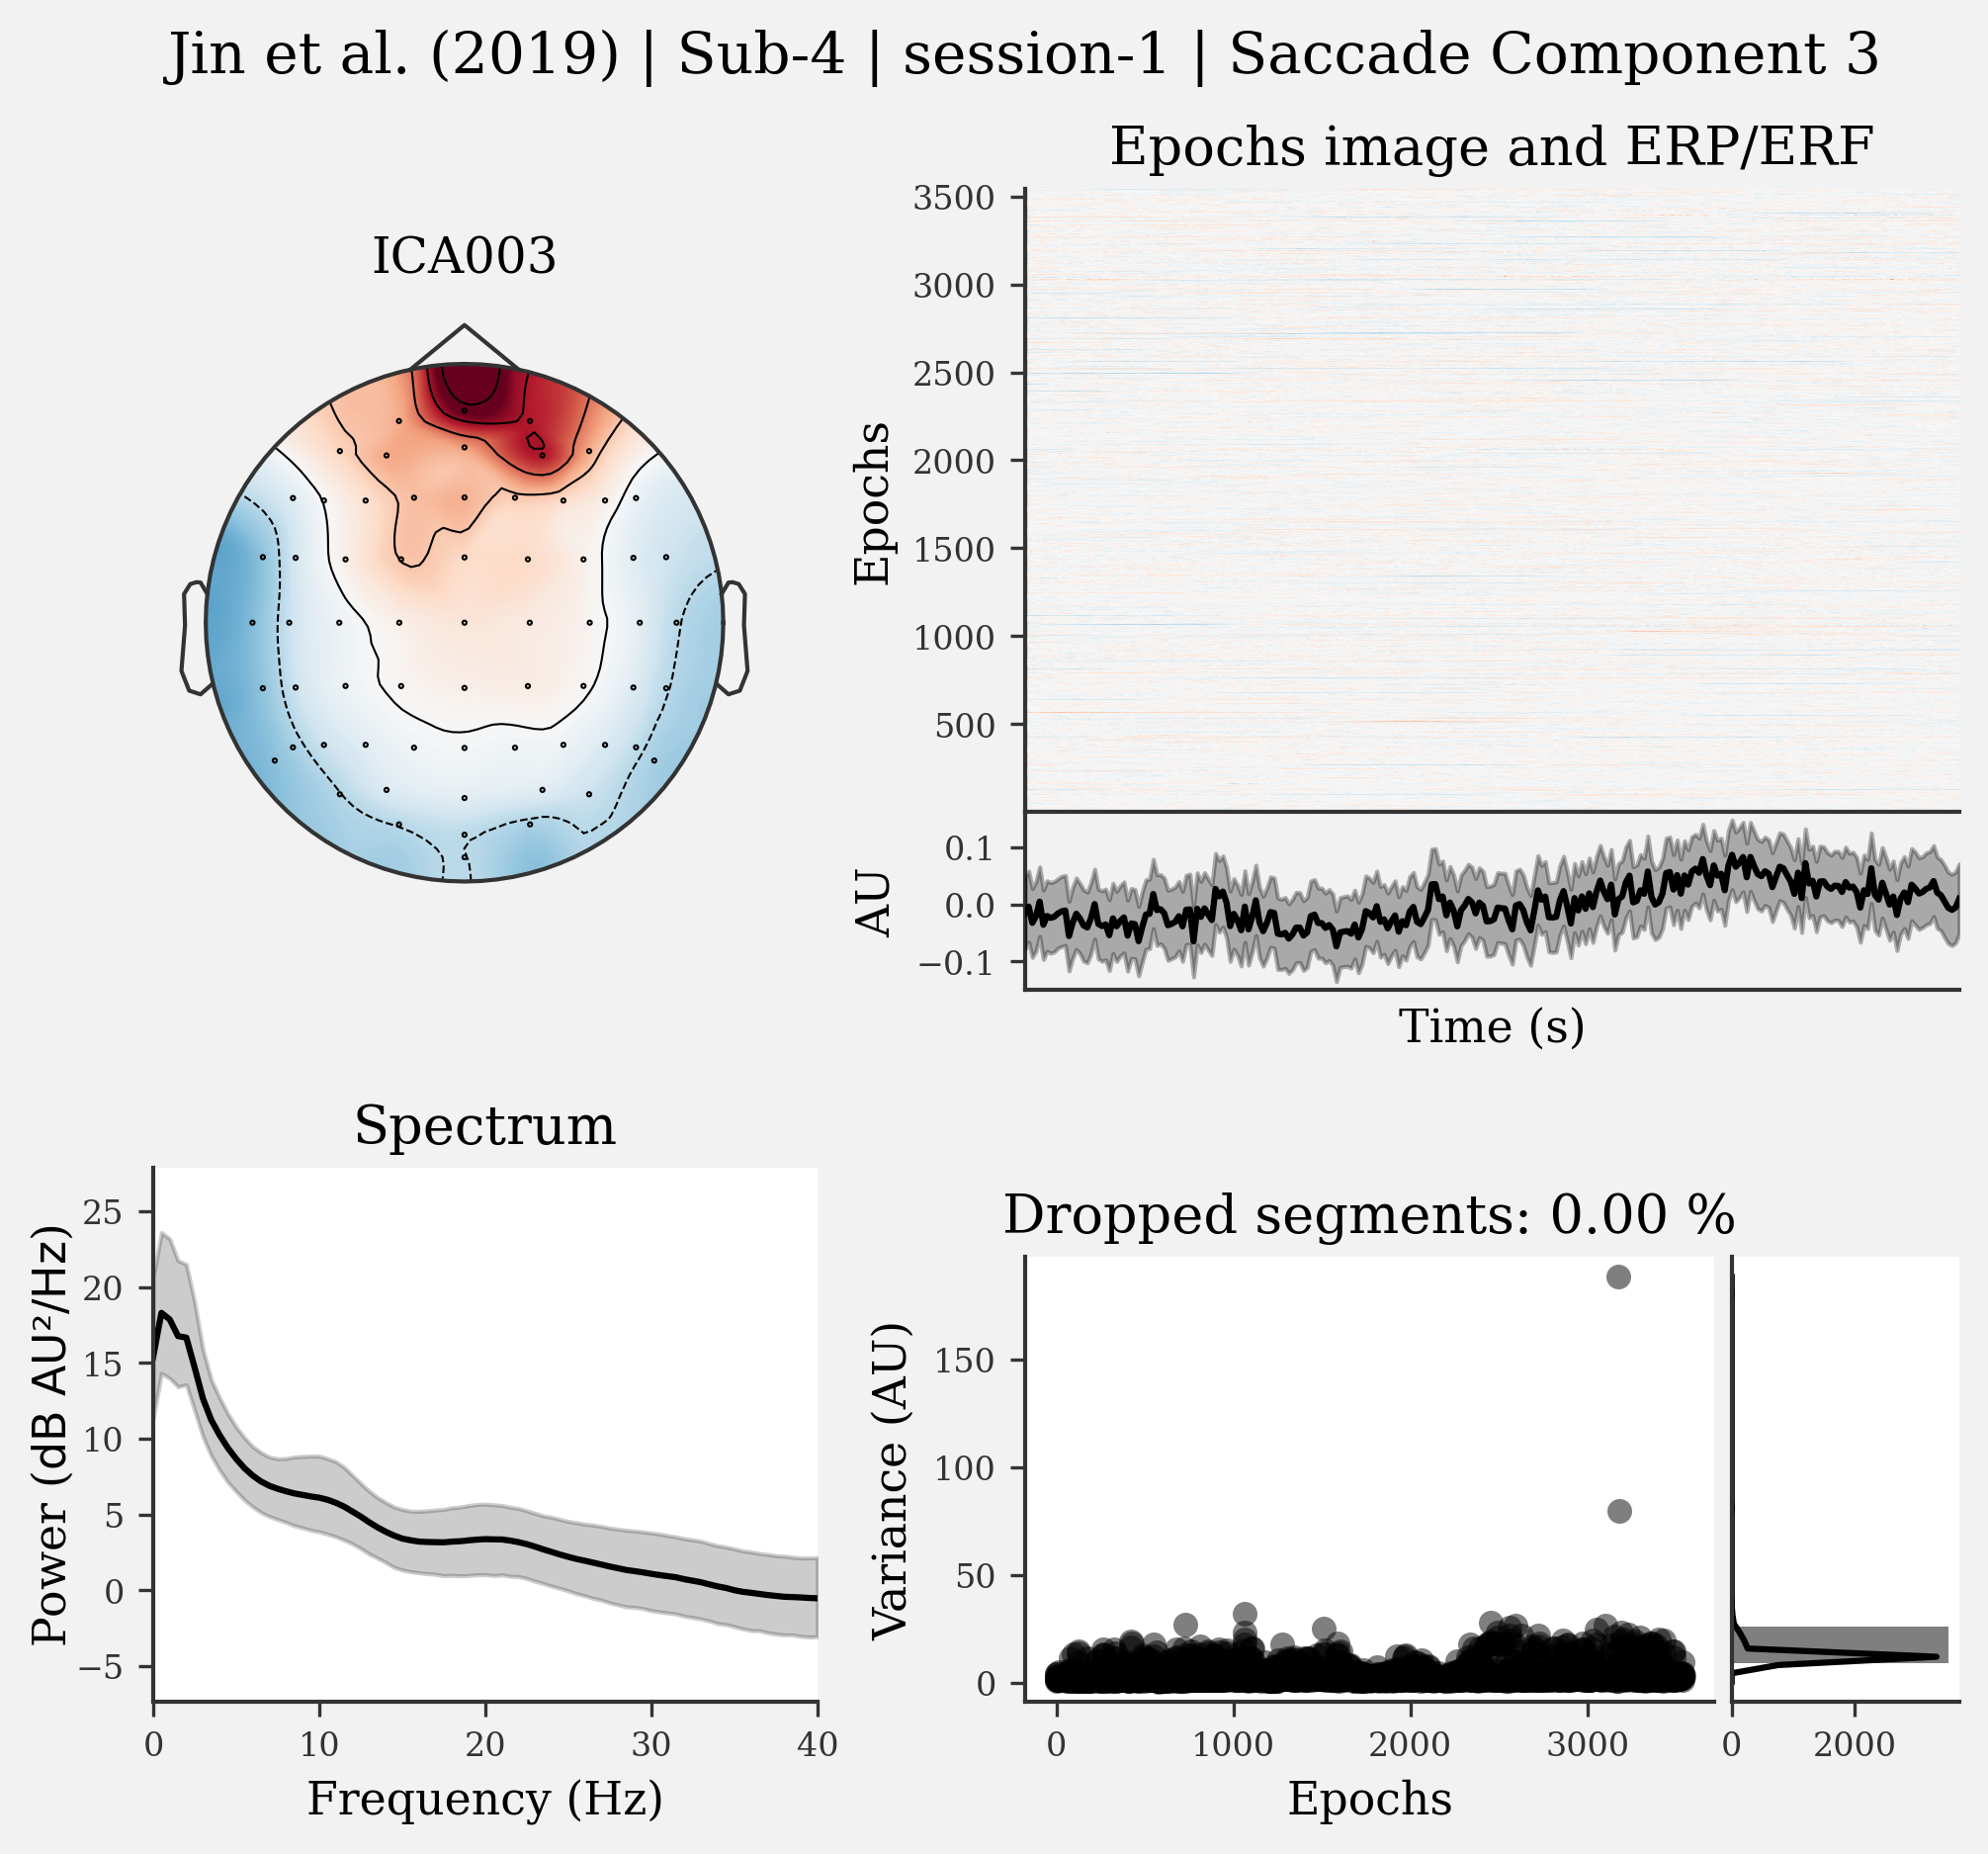 Jin et al. (2019) | Sub-4 | session-1 | Saccade Component 3
ICA003
Epochs image and ERP/ERF
3500
3000
2500
2000
1500
1000
500
Epochs
0.1
0.0
−0.1
AU
Time (s)
Spectrum
25
20
15
10
5
0
−5
Power (dB AU²/Hz)
0 10 20 30 40
Frequency (Hz)
Dropped segments: 0.00 %
150
100
50
0
Variance (AU)
0 1000 2000 3000
Epochs
0 2000